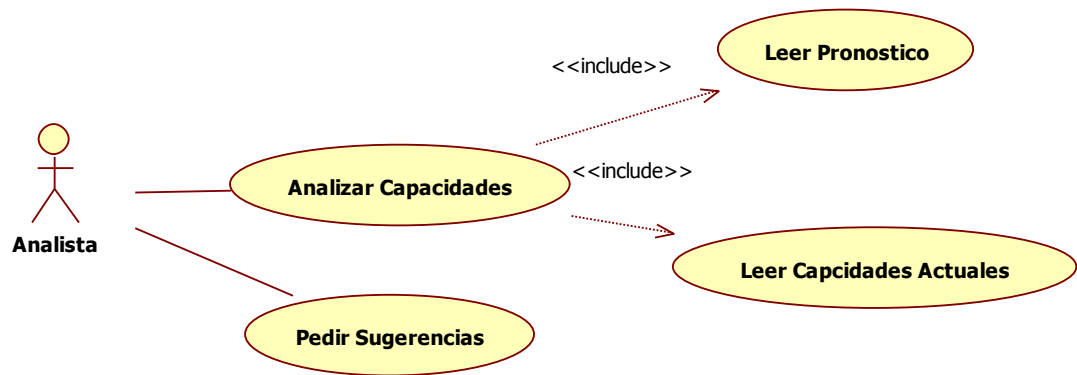 Leer Pronostico
<<include>>
Analizar Capacidades
<<include>>
Analista
Leer Capcidades Actuales
Pedir Sugerencias